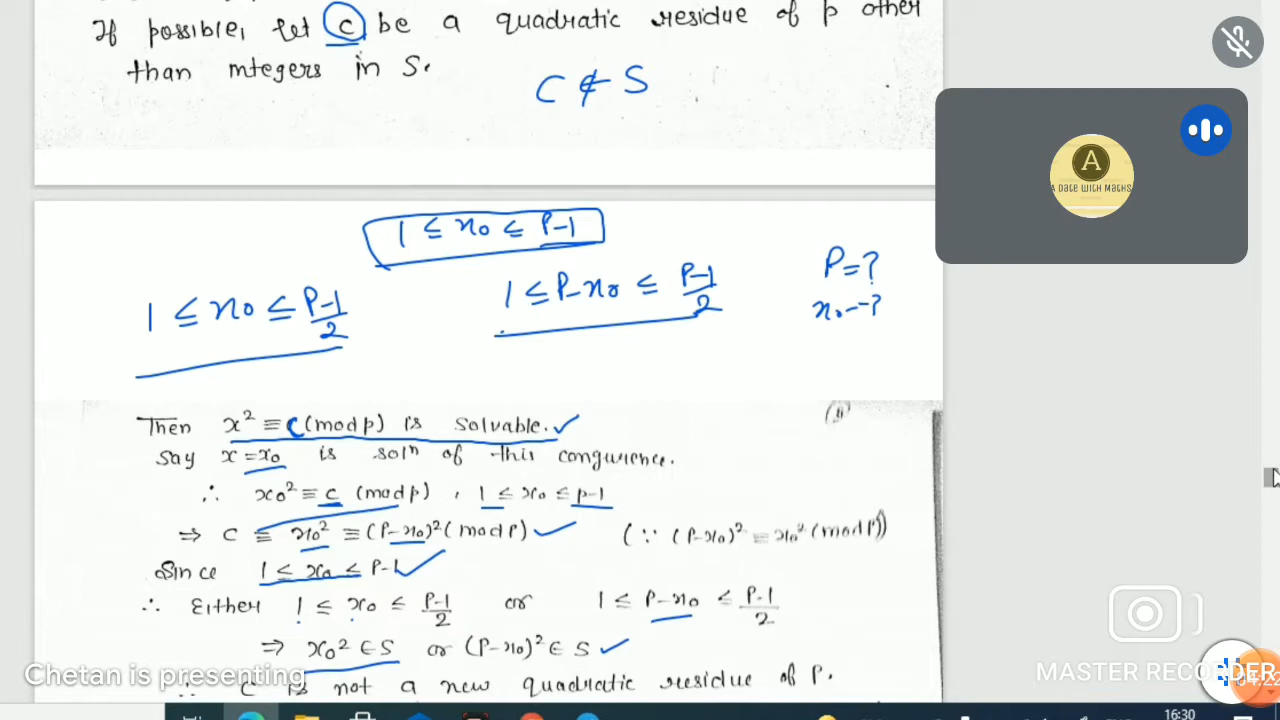 If possible, let c be a quadratic residue of p other
than integers in S.
C ∉ S
A
A DATE WITH MATHS
1 ≤ x₀ ≤ P-1
1 ≤ x₀ ≤ P-1/2
1 ≤ P-x₀ ≤ P-1/2
P=?
x₀-?
Then x² ≡ C (mod p) is solvable. ✓
Say x = x₀ is solⁿ of this congurence.
∴ x₀² ≡ c (mod p) , 1 ≤ x₀ ≤ p-1
⇒ C ≡ x₀² ≡ (P-x₀)² (mod P) ✓ (∵ (P-x₀)² ≡ x₀² (mod P))
Since 1 ≤ x₀ ≤ P-1 ✓
∴ Either 1 ≤ x₀ ≤ P-1/2 or 1 ≤ P-x₀ ≤ P-1/2
⇒ x₀² ∈ S or (P-x₀)² ∈ S ✓
Chetan is presenting
∴ C is not a new quadratic residue of P.
MASTER RECORDER
04:22
16:30